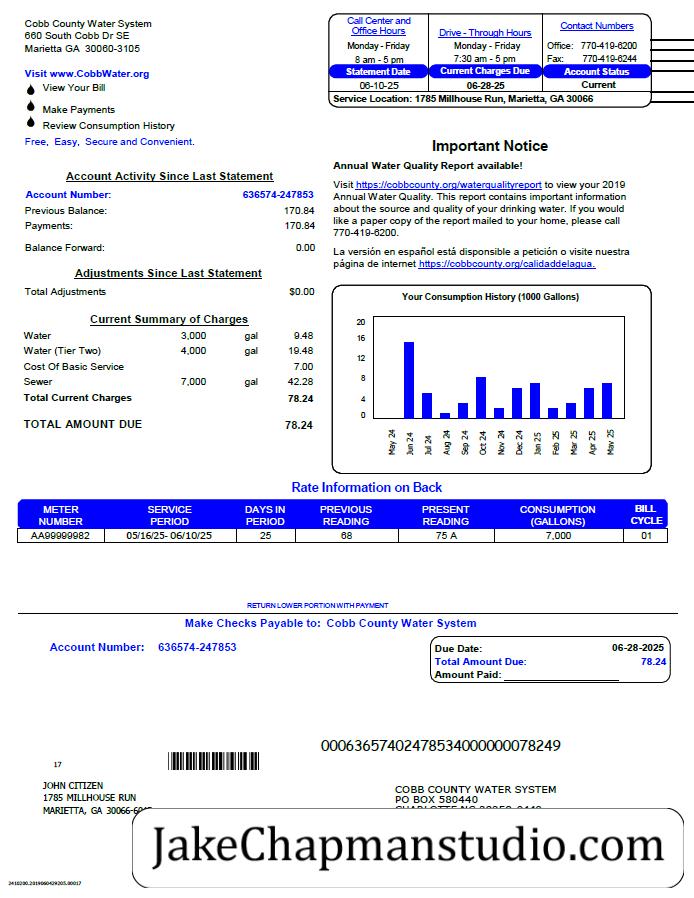 Cobb County Water System
660 South Cobb Dr SE
Marietta GA 30060-3105
Visit www.CobbWater.org
View Your Bill
Make Payments
Review Consumption History
Free, Easy, Secure and Convenient.
Call Center and Office Hours
Monday - Friday
8 am - 5 pm
Drive - Through Hours
Monday - Friday
7:30 am - 5 pm
Contact Numbers
Office: 770-419-6200
Fax: 770-419-6244
Statement Date Current Charges Due Account Status
06-10-25 06-28-25 Current
Service Location: 1785 Millhouse Run, Marietta, GA 30066
Important Notice
Annual Water Quality Report available!
Visit https://cobbcounty.org/waterqualityreport to view your 2019
Annual Water Quality. This report contains important information
about the source and quality of your drinking water. If you would
like a paper copy of the report mailed to your home, please call
770-419-6200.
La versión en español está disponible a petición o visite nuestra
página de internet https://cobbcounty.org/calidaddelagua.
Account Activity Since Last Statement
Account Number: 636574-247853
Previous Balance: 170.84
Payments: 170.84
Balance Forward: 0.00
Adjustments Since Last Statement
Total Adjustments $0.00
Current Summary of Charges
Water 3,000 gal 9.48
Water (Tier Two) 4,000 gal 19.48
Cost Of Basic Service 7.00
Sewer 7,000 gal 42.28
Total Current Charges 78.24
TOTAL AMOUNT DUE 78.24
Your Consumption History (1000 Gallons)
20
16
12
8
4
0
May 24 Jun 24 Jul 24 Aug 24 Sep 24 Oct 24 Nov 24 Dec 24 Jan 25 Feb 25 Mar 25 Apr 25 May 25
Rate Information on Back
METER NUMBER SERVICE PERIOD DAYS IN PERIOD PREVIOUS READING PRESENT READING CONSUMPTION (GALLONS) BILL CYCLE
AA99999982 05/16/25- 06/10/25 25 68 75 A 7,000 01
RETURN LOWER PORTION WITH PAYMENT
Make Checks Payable to: Cobb County Water System
Account Number: 636574-247853
Due Date: 06-28-2025
Total Amount Due: 78.24
Amount Paid:
00063657402478534000000078249
17
JOHN CITIZEN
1785 MILLHOUSE RUN
MARIETTA, GA 30066
COBB COUNTY WATER SYSTEM
PO BOX 580440
JakeChapmanstudio.com
2410200.2019060429205.00017